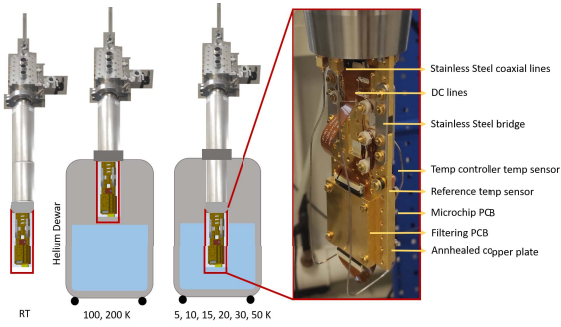 Stainless Steel coaxial lines
DC lines
Stainless Steel bridge
Temp controller temp sensor
Reference temp sensor
Microchip PCB
Filtering PCB
Annhealed copper plate
Helium Dewar
RT
100, 200 K
5, 10, 15, 20, 30, 50 K